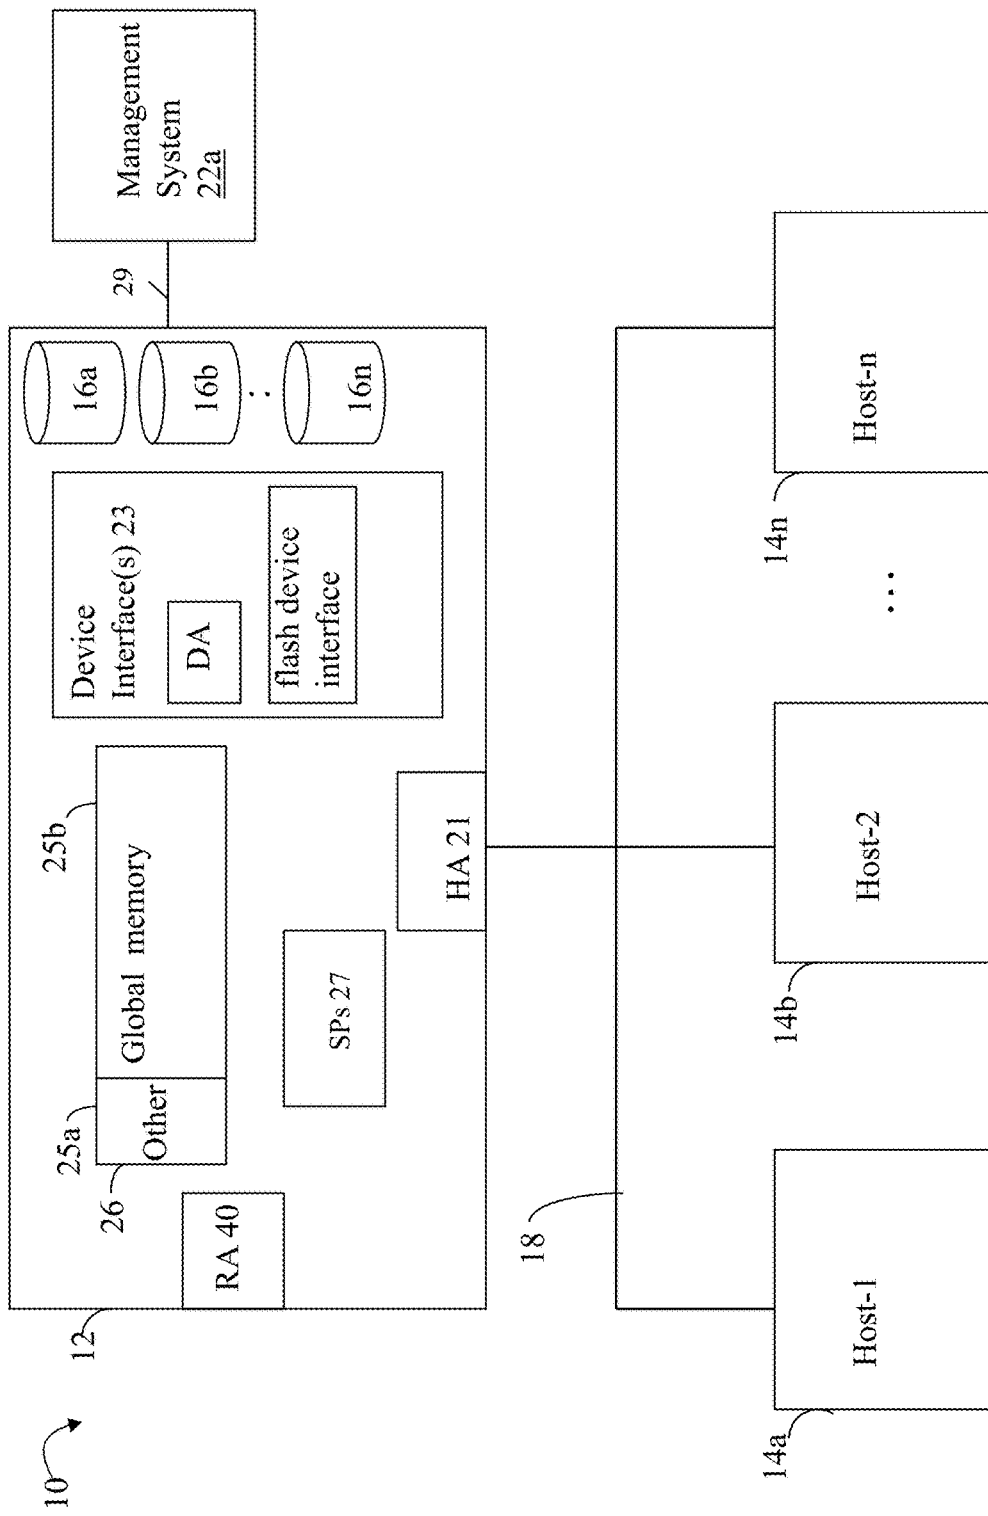 10
12
RA 40
26
25a
Other
Global memory
25b
SPs 27
HA 21
Device
Interface(s) 23
DA
flash device
interface
16a
16b
:
16n
29
Management
System
22a
18
14a
Host-1
14b
Host-2
...
14n
Host-n